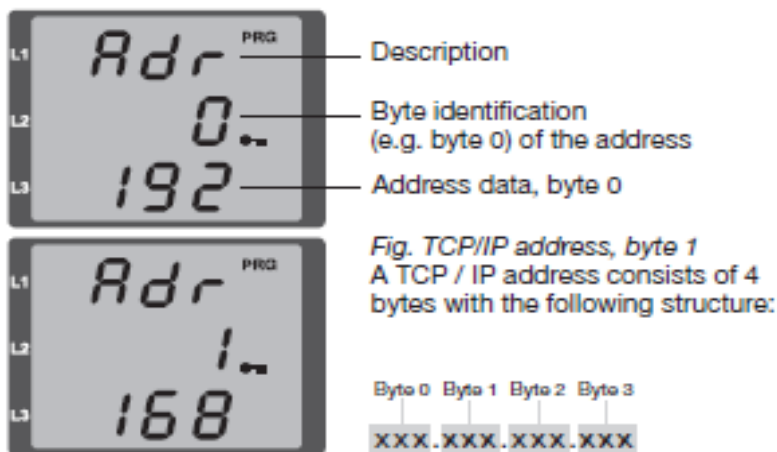 L1 Adr PRG
L2 0
L3 192
Description
Byte identification
(e.g. byte 0) of the address
Address data, byte 0
L1 Adr PRG
L2 1
L3 168
Fig. TCP/IP address, byte 1
A TCP / IP address consists of 4
bytes with the following structure:
Byte 0 Byte 1 Byte 2 Byte 3
xxx.xxx.xxx.xxx